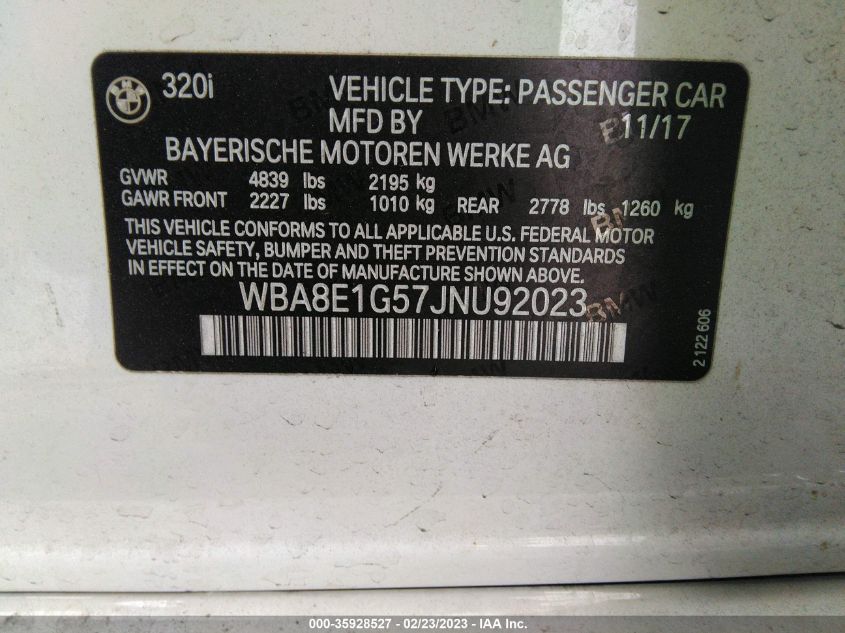 BMW 320i VEHICLE TYPE: PASSENGER CAR
MFD BY 11/17
BAYERISCHE MOTOREN WERKE AG
GVWR 4839 lbs 2195 kg
GAWR FRONT 2227 lbs 1010 kg REAR 2778 lbs 1260 kg
THIS VEHICLE CONFORMS TO ALL APPLICABLE U.S. FEDERAL MOTOR
VEHICLE SAFETY, BUMPER AND THEFT PREVENTION STANDARDS
IN EFFECT ON THE DATE OF MANUFACTURE SHOWN ABOVE.
WBA8E1G57JNU92023
2 122 606
000-35928527 - 02/23/2023 - IAA Inc.